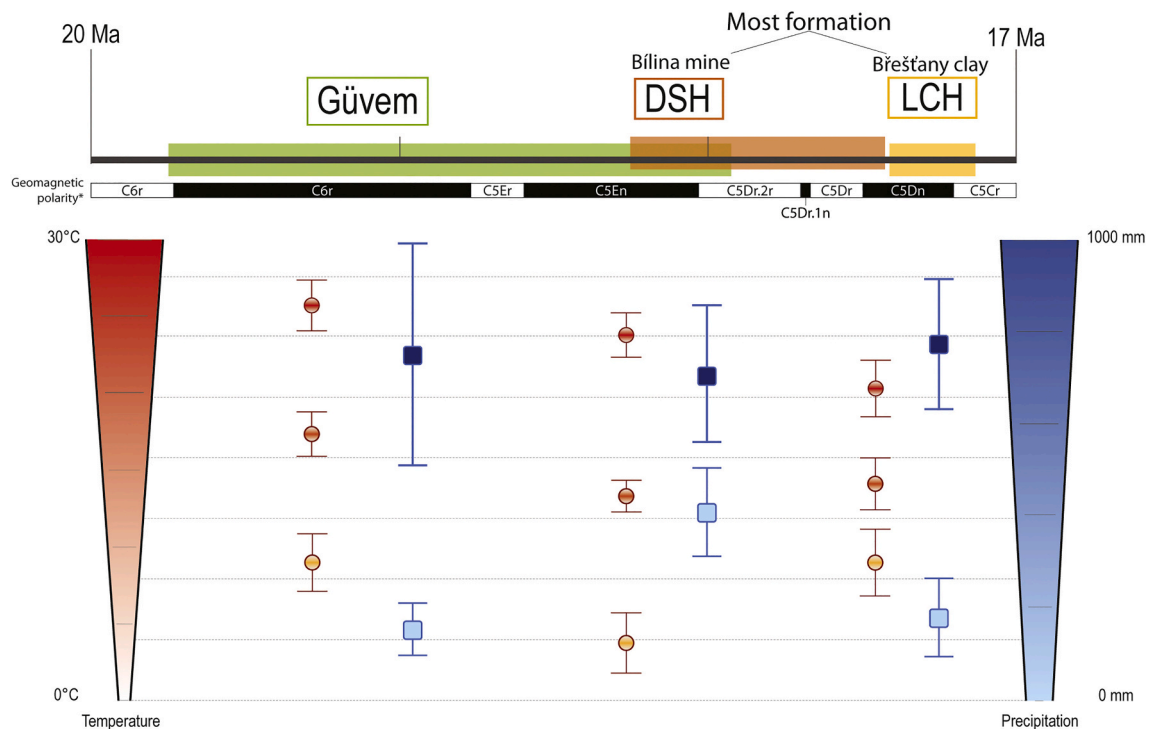 20 Ma
Most formation
17 Ma
Bílina mine
Břešťany clay
Güvem
DSH
LCH
Geomagnetic
polarity*
C6r
C6r
C5Er
C5En
C5Dr.2r
C5Dr
C5Dn
C5Cr
C5Dr.1n
30°C
1000 mm
0°C
0 mm
Temperature
Precipitation